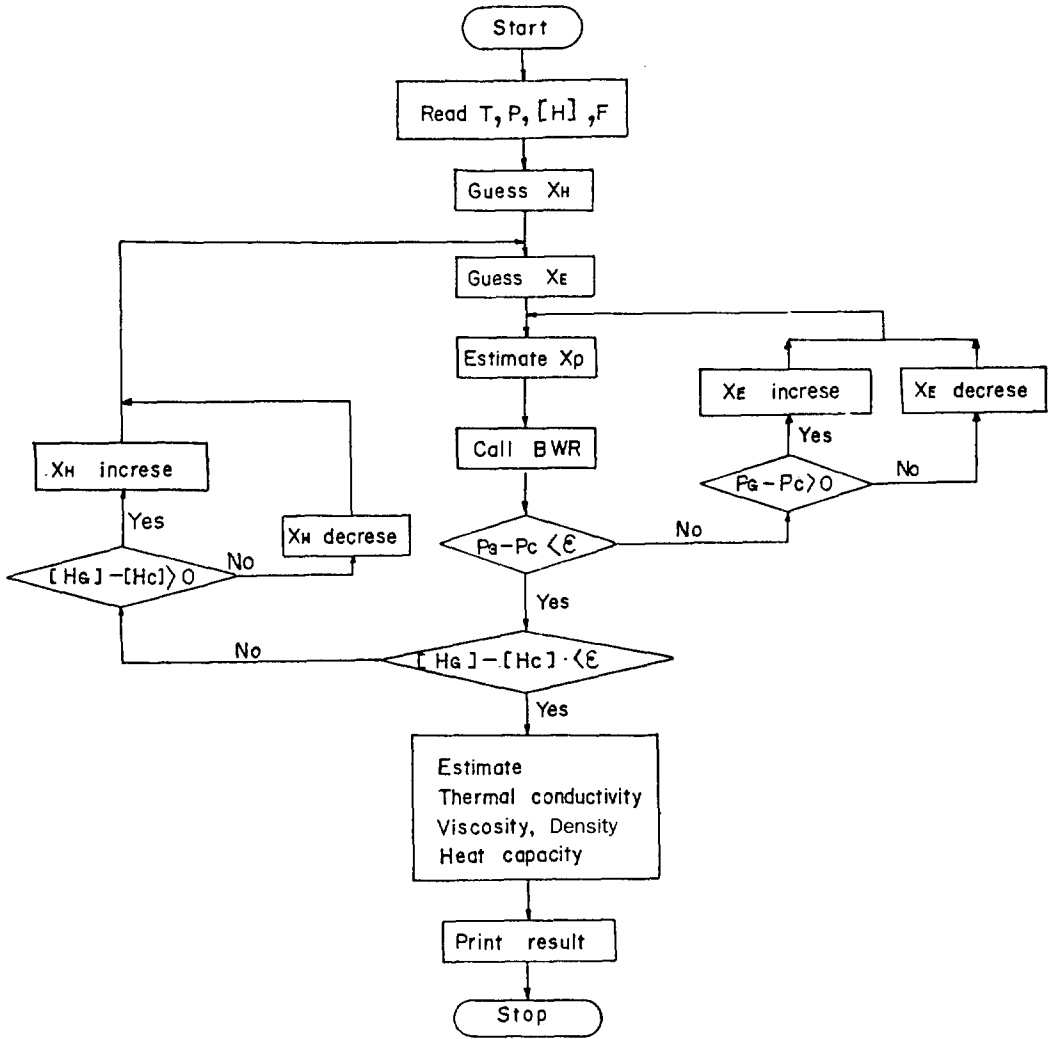 Start
Read T, P, [H] ,F
Guess XH
Guess XE
Estimate Xp
XE increse
XE decrese
Yes
Call BWR
XH increse
PG-Pc>0
No
Yes
XH decrese
Pg-Pc <ε
No
[HG]-[Hc]>0
No
Yes
[HG]-[Hc]·<ε
No
Yes
Estimate
Thermal conductivity
Viscosity, Density
Heat capacity
Print result
Stop